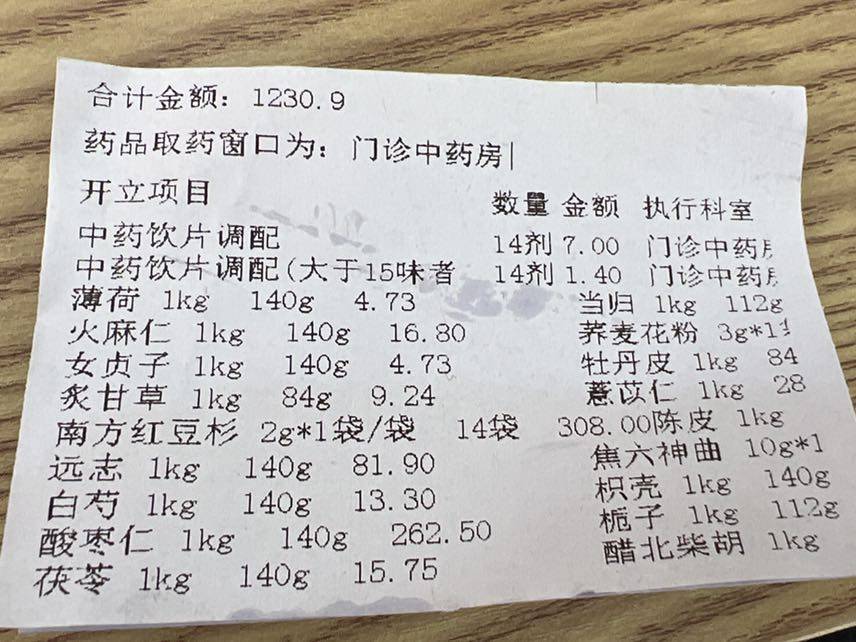 合计金额: 1230.9
药品取药窗口为: 门诊中药房|
开立项目 数量 金额 执行科室
中药饮片调配 14剂 7.00 门诊中药房
中药饮片调配(大于15味者 14剂 1.40 门诊中药房
薄荷 1kg 140g 4.73 当归 1kg 112g
火麻仁 1kg 140g 16.80 荞麦花粉 3g*1
女贞子 1kg 140g 4.73 牡丹皮 1kg 84
炙甘草 1kg 84g 9.24 薏苡仁 1kg 28
南方红豆杉 2g*1袋/袋 14袋 308.00 陈皮 1kg
远志 1kg 140g 81.90 焦六神曲 10g*1
白芍 1kg 140g 13.30 枳壳 1kg 140g
酸枣仁 1kg 140g 262.50 栀子 1kg 112g
茯苓 1kg 140g 15.75 醋北柴胡 1kg